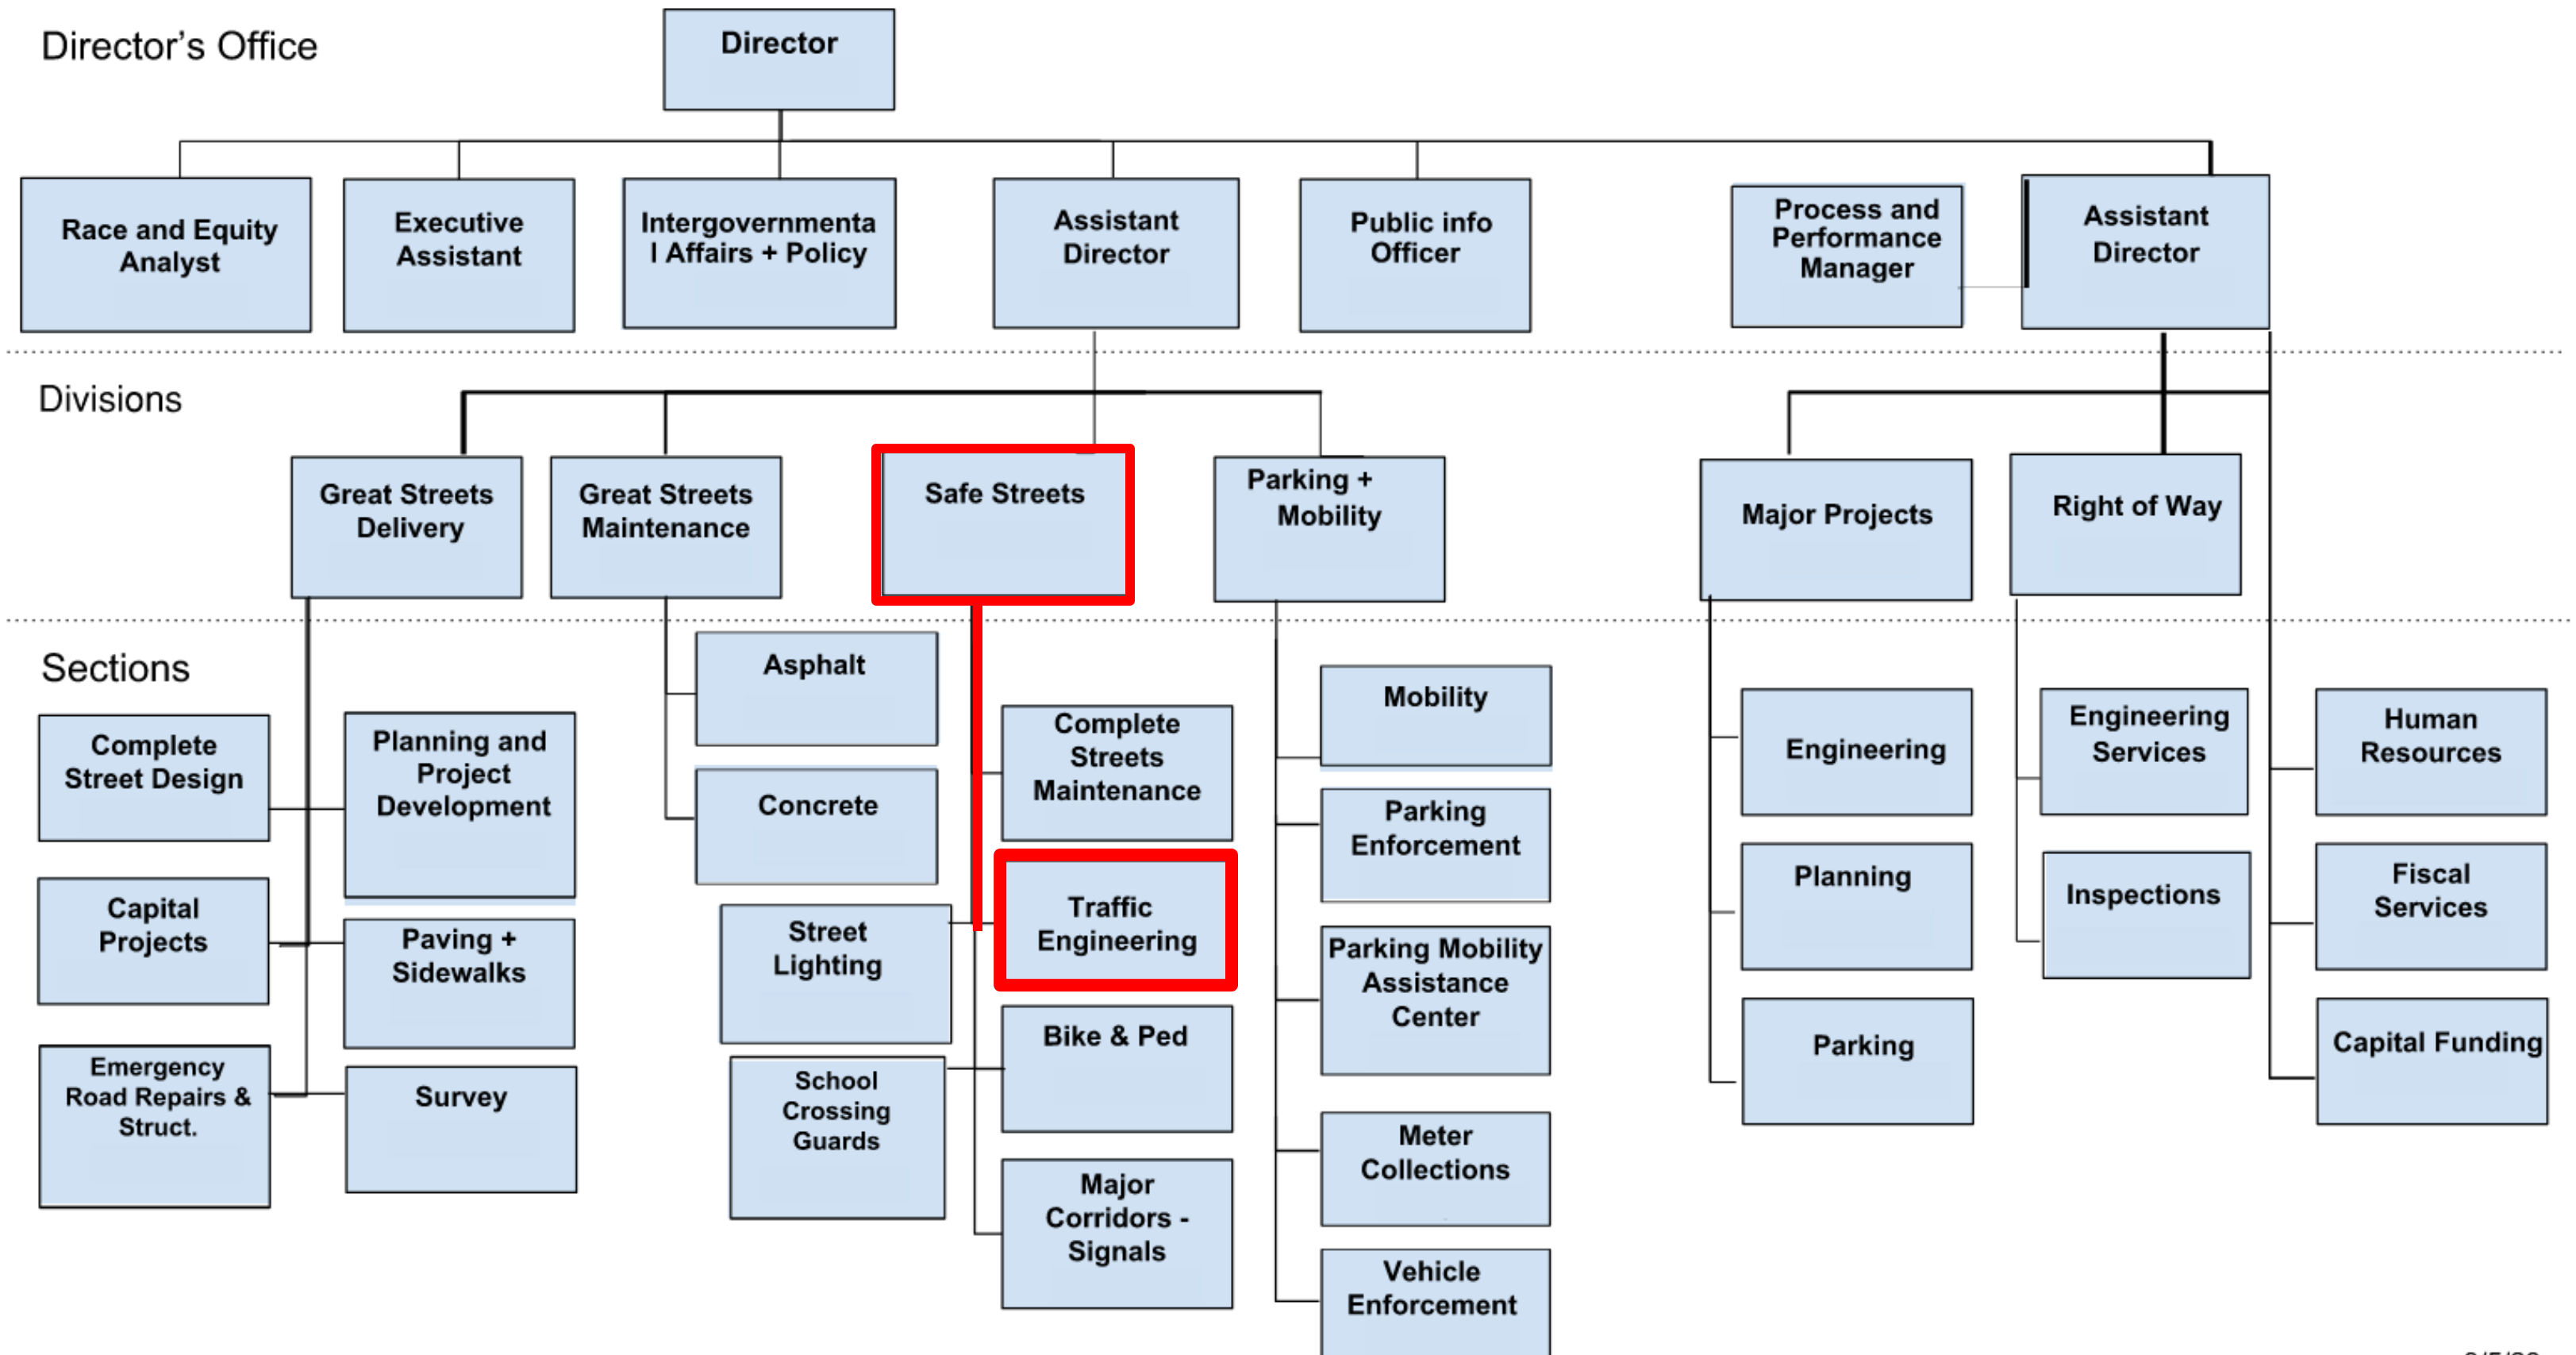 Director's Office
Director
Race and Equity
Analyst
Executive
Assistant
Intergovernmenta
l Affairs + Policy
Assistant
Director
Public info
Officer
Process and
Performance
Manager
Assistant
Director
Divisions
Great Streets
Delivery
Great Streets
Maintenance
Safe Streets
Parking +
Mobility
Major Projects
Right of Way
Sections
Complete
Street Design
Planning and
Project
Development
Capital
Projects
Paving +
Sidewalks
Emergency
Road Repairs &
Struct.
Survey
Asphalt
Concrete
Street
Lighting
School
Crossing
Guards
Complete
Streets
Maintenance
Traffic
Engineering
Bike & Ped
Major
Corridors -
Signals
Mobility
Parking
Enforcement
Parking Mobility
Assistance
Center
Meter
Collections
Vehicle
Enforcement
Engineering
Planning
Parking
Engineering
Services
Inspections
Human
Resources
Fiscal
Services
Capital Funding